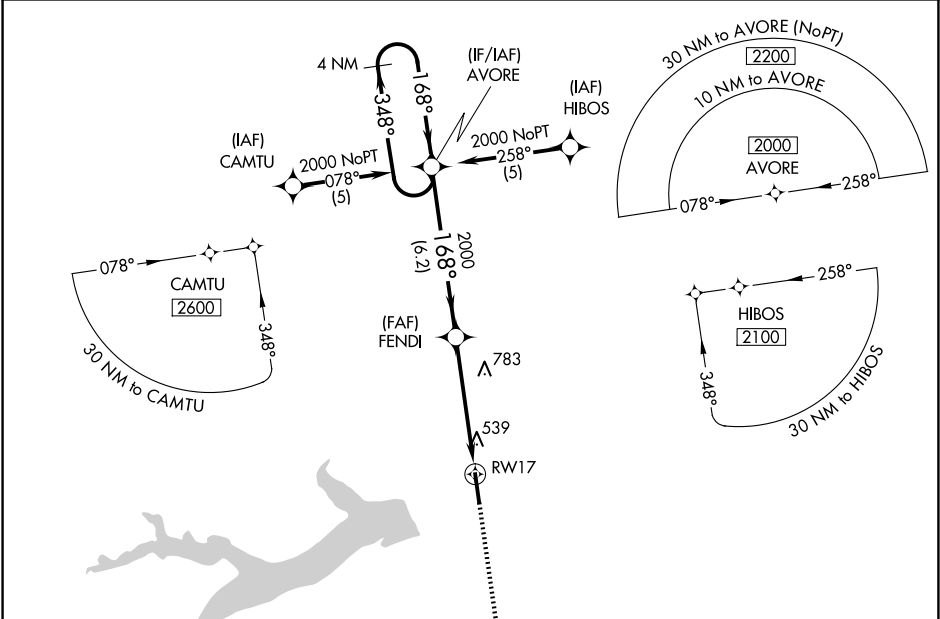 30 NM to AVORE (NoPT)
2200
10 NM to AVORE
2000
AVORE
078°
258°
4 NM
348°
168°
(IF/IAF)
AVORE
(IAF)
HIBOS
2000 NoPT
258°
(5)
(IAF)
CAMTU
2000 NoPT
078°
(5)
2000
168°
(6.2)
078°
CAMTU
2600
348°
30 NM to CAMTU
(FAF)
FENDI
783
539
RW17
258°
HIBOS
2100
348°
30 NM to HIBOS